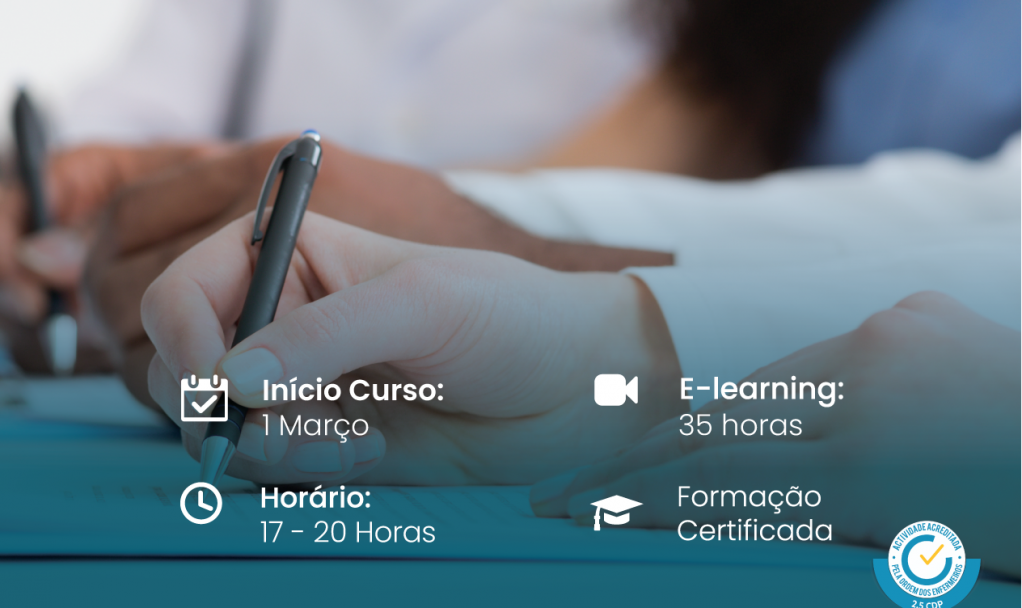 Início Curso:
1 Março
E-learning:
35 horas
Horário:
17 - 20 Horas
Formação
Certificada
ACTIVIDADE ACREDITADA
PELA ORDEM DOS ENFERMEIROS
2,5 CDP